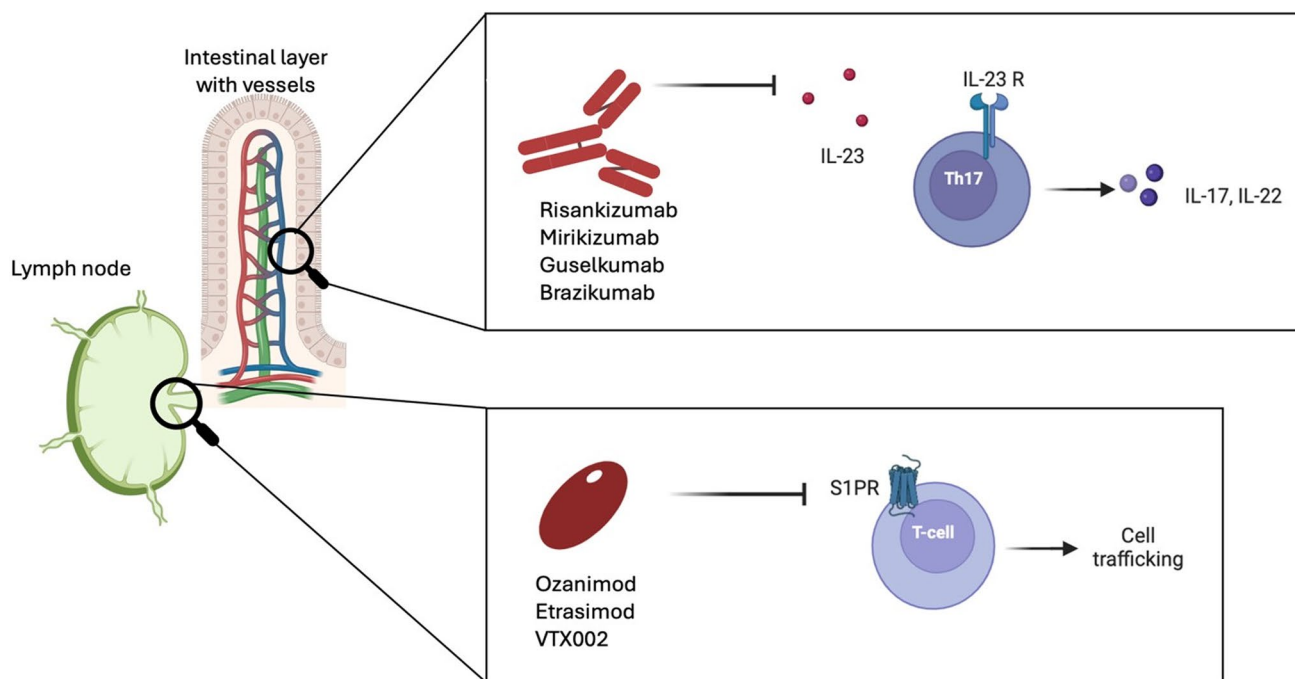 Intestinal layer
with vessels
Lymph node
IL-23 R
IL-23
Th17
IL-17, IL-22
Risankizumab
Mirikizumab
Guselkumab
Brazikumab
S1PR
T-cell
Cell
trafficking
Ozanimod
Etrasimod
VTX002